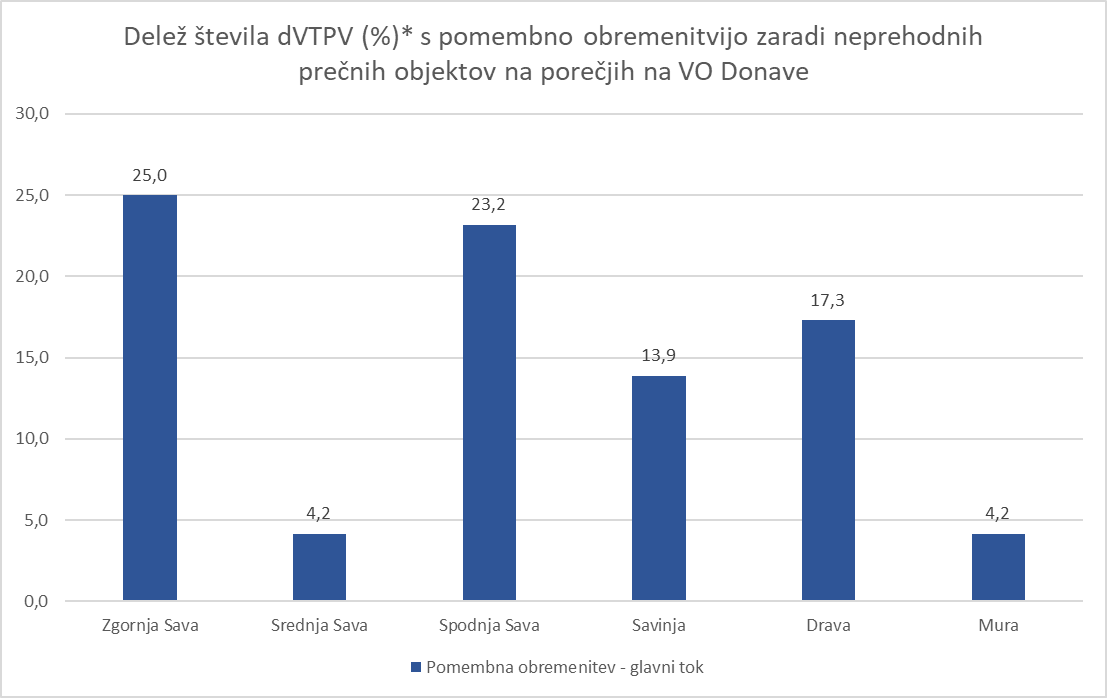 Delež števila dVTPV (%)* s pomembno obremenitvijo zaradi neprehodnih
prečnih objektov na porečjih na VO Donave
30,0
25,0
20,0
15,0
10,0
5,0
0,0
25,0
4,2
23,2
13,9
17,3
4,2
Zgornja Sava
Srednja Sava
Spodnja Sava
Savinja
Drava
Mura
Pomembna obremenitev - glavni tok